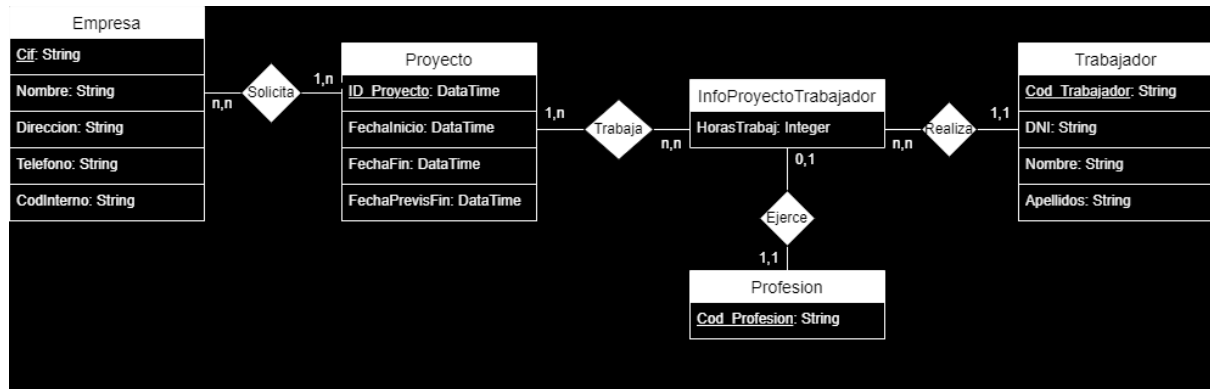 Empresa
Cif: String
Nombre: String
Direccion: String
Telefono: String
CodInterno: String
n,n
Solicita
1,n
Proyecto
ID_Proyecto: DataTime
FechaInicio: DataTime
FechaFin: DataTime
FechaPrevisFin: DataTime
1,n
Trabaja
n,n
InfoProyectoTrabajador
HorasTrabaj: Integer
0,1
Ejerce
1,1
Profesion
Cod_Profesion: String
n,n
Realiza
1,1
Trabajador
Cod_Trabajador: String
DNI: String
Nombre: String
Apellidos: String